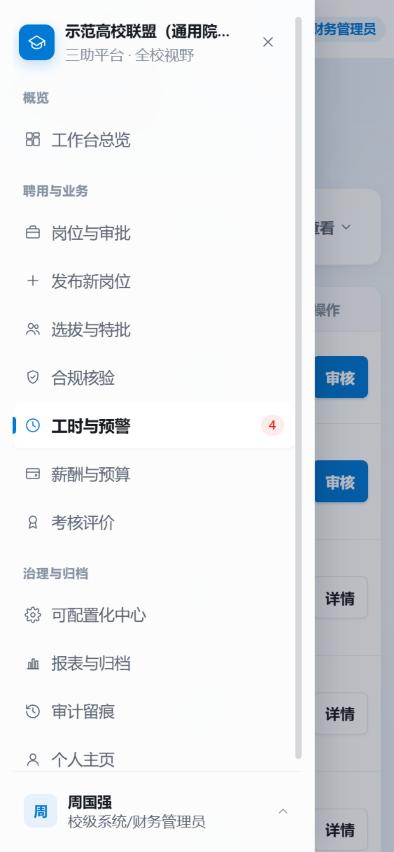 示范高校联盟（通用院...
三助平台 · 全校视野
财务管理员
概览
工作台总览
聘用与业务
岗位与审批
查看
发布新岗位
操作
选拔与特批
合规核验
审核
工时与预警
4
薪酬与预算
审核
考核评价
治理与归档
可配置化中心
详情
报表与归档
审计留痕
详情
个人主页
周
周国强
校级系统/财务管理员
详情